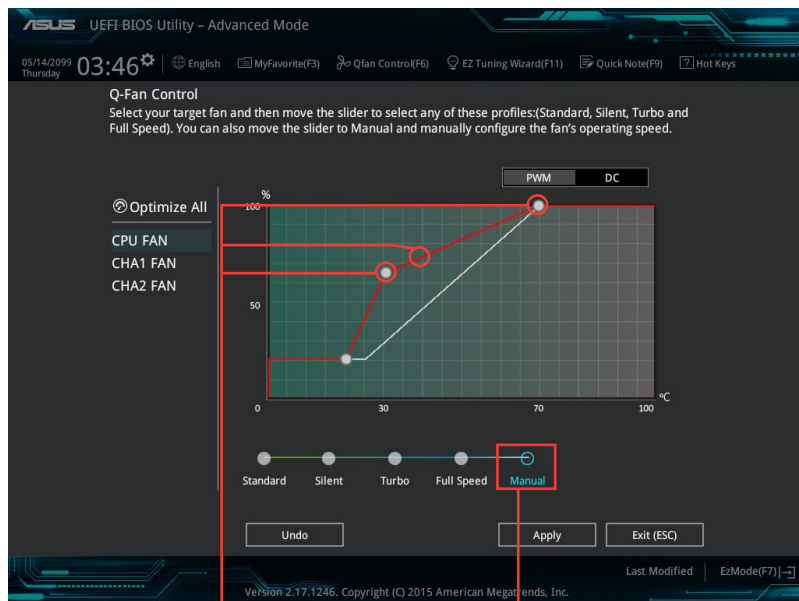 ASUS UEFI BIOS Utility – Advanced Mode
05/14/2099
Thursday
03:46
English
MyFavorite(F3)
Qfan Control(F6)
EZ Tuning Wizard(F11)
Quick Note(F9)
? Hot Keys
Q-Fan Control
Select your target fan and then move the slider to select any of these profiles:(Standard, Silent, Turbo and
Full Speed). You can also move the slider to Manual and manually configure the fan's operating speed.
PWM DC
Optimize All
CPU FAN
CHA1 FAN
CHA2 FAN
%
100
50
0 30 70 100
°C
Standard Silent Turbo Full Speed Manual
Undo Apply Exit (ESC)
Last Modified EzMode(F7)
Version 2.17.1246. Copyright (C) 2015 American Megatrends, Inc.